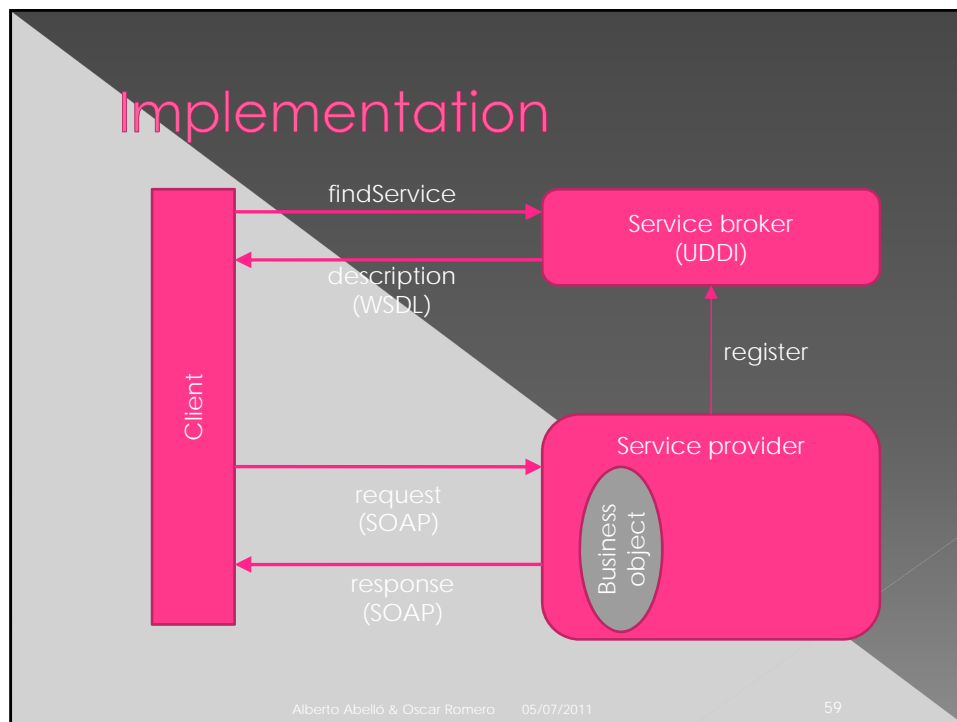 Implementation
findService
Service broker
(UDDI)
description
(WSDL)
register
Client
Service provider
request
(SOAP)
Business
object
response
(SOAP)
Alberto Abelló & Oscar Romero 05/07/2011 59